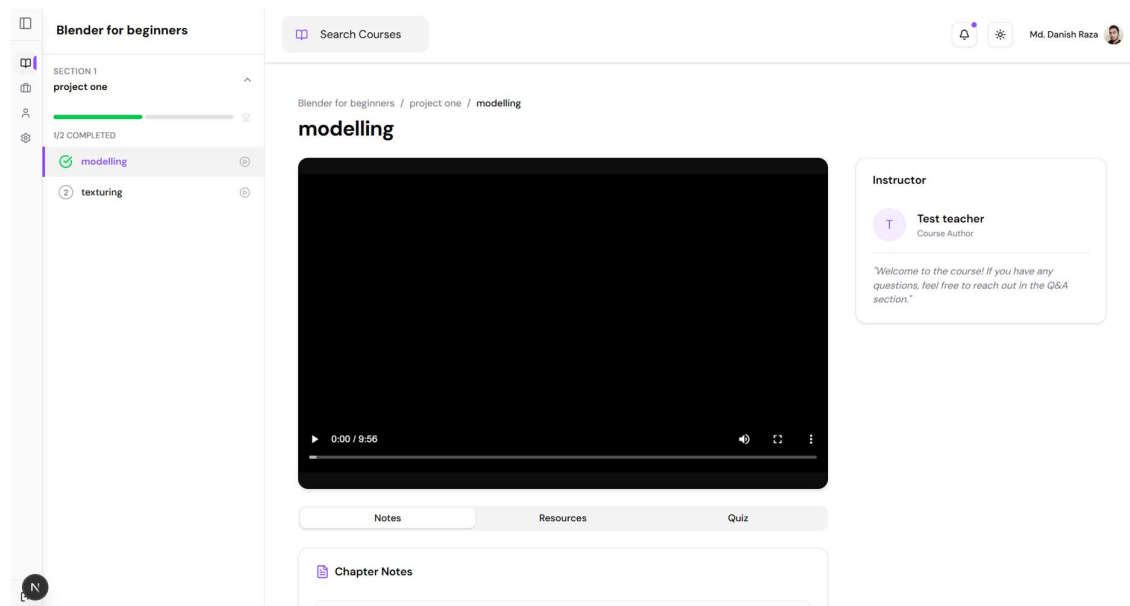 Blender for beginners
SECTION 1
project one
1/2 COMPLETED
modelling
2 texturing
Search Courses
Md. Danish Raza
Blender for beginners / project one / modelling
modelling
0:00 / 9:56
Notes Resources Quiz
Chapter Notes
Instructor
T
Test teacher
Course Author
"Welcome to the course! If you have any
questions, feel free to reach out in the Q&A
section."
N